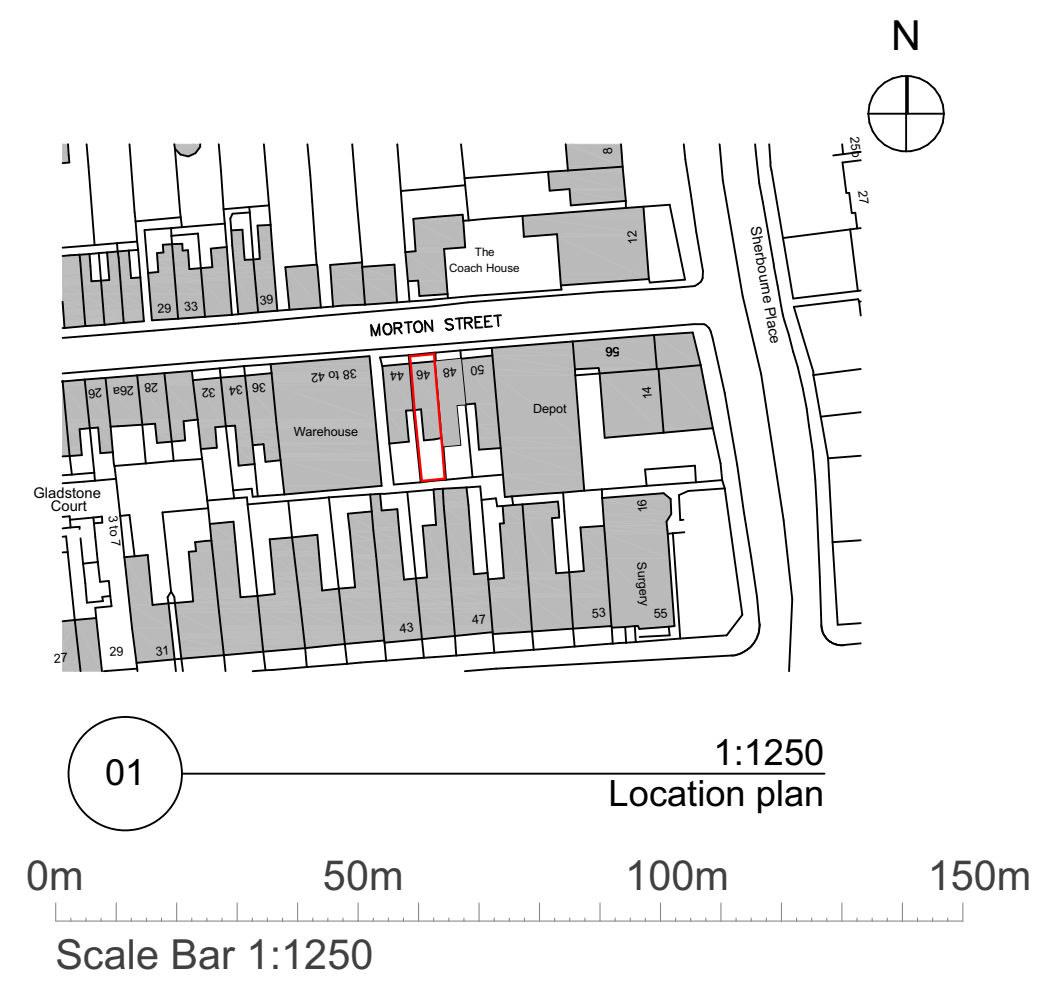 N
25b
27
8
12
The
Coach House
Sherbourne Place
29
33
39
MORTON STREET
56
26
26a
28
32
34
36
38 to 42
44
46
48
50
14
Depot
Warehouse
Gladstone
Court
3 to 7
16
Surgery
43
47
53
55
27
29
31
01
1:1250
Location plan
0m
50m
100m
150m
Scale Bar 1:1250